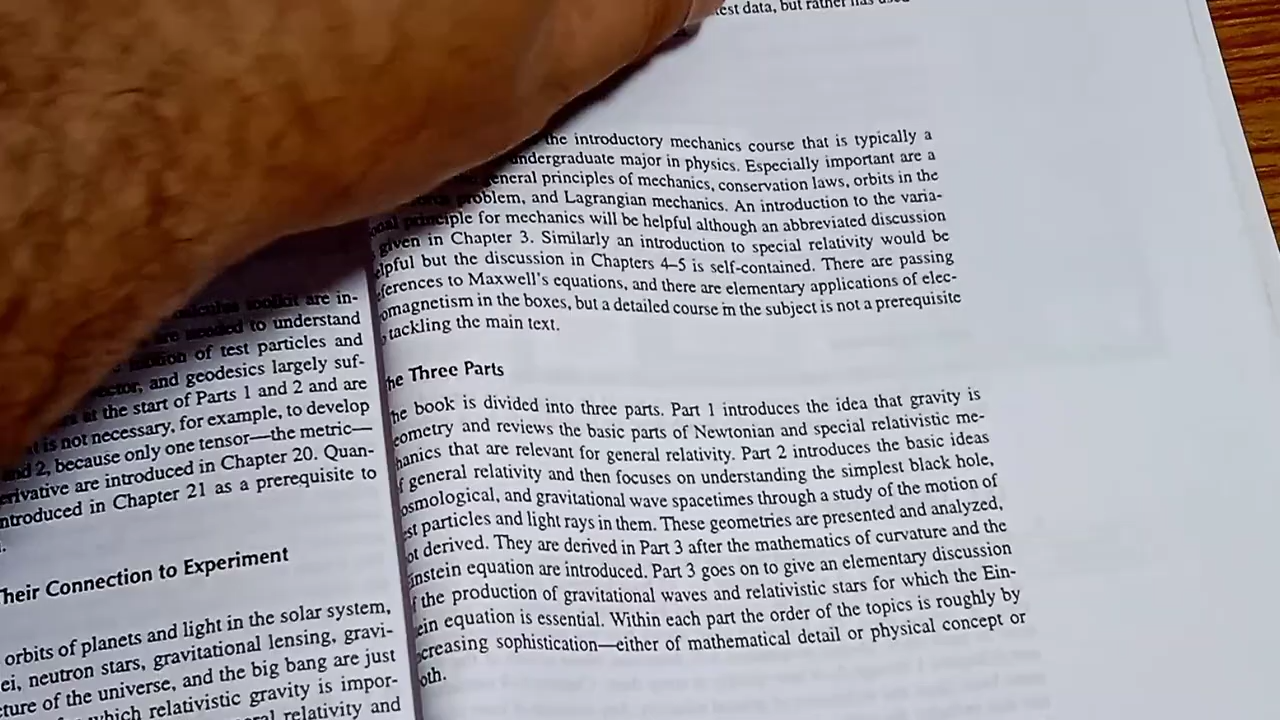 toolkit are in-
needed to understand
of test particles and
and geodesics largely suf-
at the start of Parts 1 and 2 and are
is not necessary, for example, to develop
2, because only one tensor—the metric—
are introduced in Chapter 20. Quan-
introduced in Chapter 21 as a prerequisite to
Their Connection to Experiment
orbits of planets and light in the solar system,
neutron stars, gravitational lensing, gravi-
of the universe, and the big bang are just
which relativistic gravity is impor-
relativity and
data, but rather has used
the introductory mechanics course that is typically a
undergraduate major in physics. Especially important are a
general principles of mechanics, conservation laws, orbits in the
problem, and Lagrangian mechanics. An introduction to the varia-
principle for mechanics will be helpful although an abbreviated discussion
given in Chapter 3. Similarly an introduction to special relativity would be
elpful but the discussion in Chapters 4–5 is self-contained. There are passing
ferences to Maxwell's equations, and there are elementary applications of elec-
omagnetism in the boxes, but a detailed course in the subject is not a prerequisite
tackling the main text.
he Three Parts
he book is divided into three parts. Part 1 introduces the idea that gravity is
eometry and reviews the basic parts of Newtonian and special relativistic me-
hanics that are relevant for general relativity. Part 2 introduces the basic ideas
f general relativity and then focuses on understanding the simplest black hole,
osmological, and gravitational wave spacetimes through a study of the motion of
st particles and light rays in them. These geometries are presented and analyzed,
ot derived. They are derived in Part 3 after the mathematics of curvature and the
instein equation are introduced. Part 3 goes on to give an elementary discussion
f the production of gravitational waves and relativistic stars for which the Ein-
ein equation is essential. Within each part the order of the topics is roughly by
creasing sophistication—either of mathematical detail or physical concept or
oth.